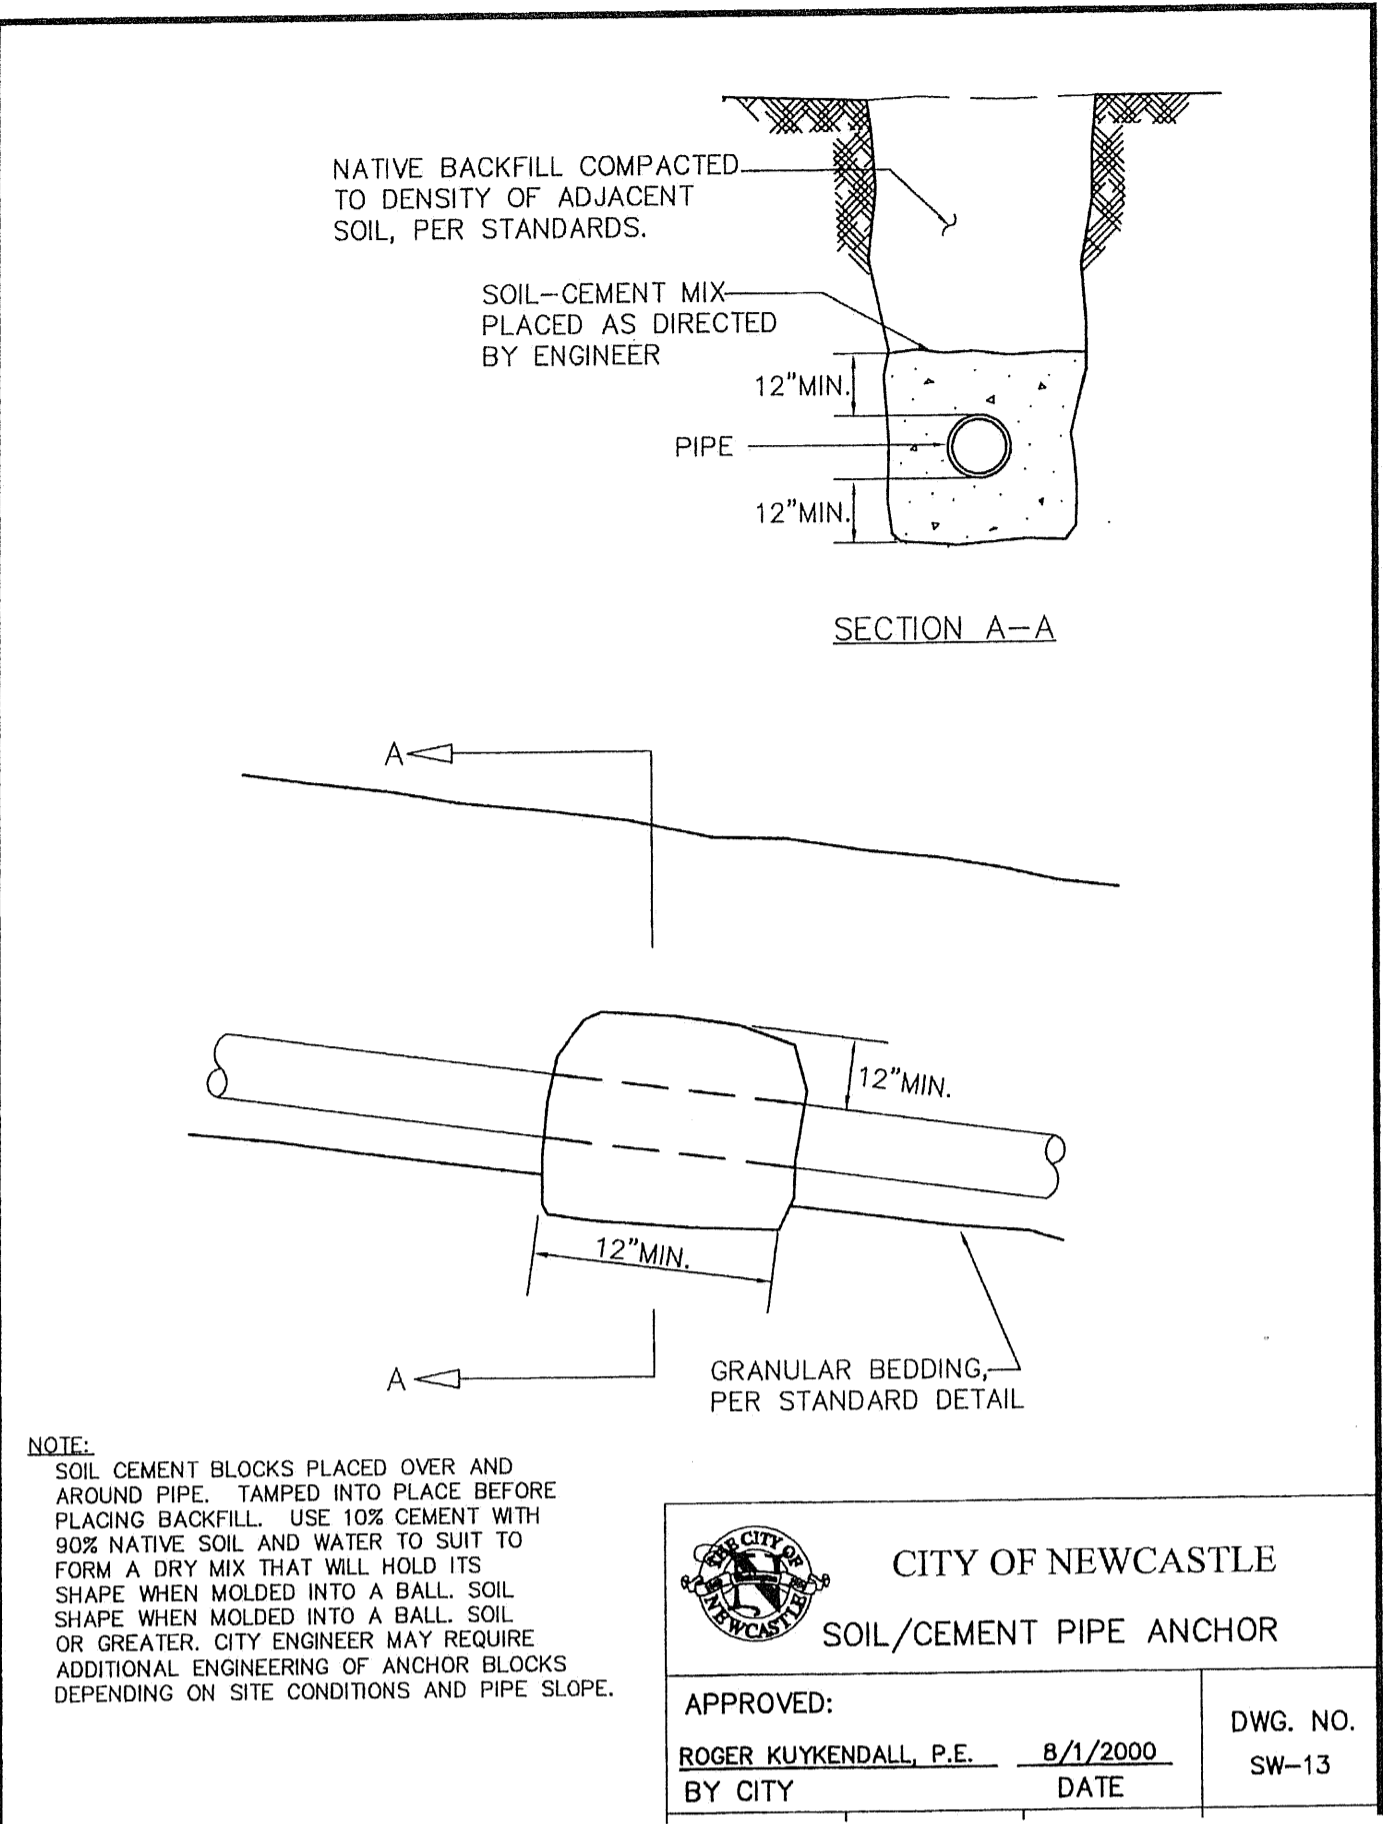 NATIVE BACKFILL COMPACTED
TO DENSITY OF ADJACENT
SOIL, PER STANDARDS.
SOIL-CEMENT MIX
PLACED AS DIRECTED
BY ENGINEER
12"MIN.
PIPE
12"MIN.
SECTION A-A
A
12"MIN.
12"MIN.
A
GRANULAR BEDDING,
PER STANDARD DETAIL
NOTE:
SOIL CEMENT BLOCKS PLACED OVER AND
AROUND PIPE. TAMPED INTO PLACE BEFORE
PLACING BACKFILL. USE 10% CEMENT WITH
90% NATIVE SOIL AND WATER TO SUIT TO
FORM A DRY MIX THAT WILL HOLD ITS
SHAPE WHEN MOLDED INTO A BALL. SOIL
SHAPE WHEN MOLDED INTO A BALL. SOIL
OR GREATER. CITY ENGINEER MAY REQUIRE
ADDITIONAL ENGINEERING OF ANCHOR BLOCKS
DEPENDING ON SITE CONDITIONS AND PIPE SLOPE.
THE CITY OF
N
NEWCASTLE
CITY OF NEWCASTLE
SOIL/CEMENT PIPE ANCHOR
APPROVED:
ROGER KUYKENDALL, P.E. 8/1/2000
BY CITY DATE
DWG. NO.
SW-13